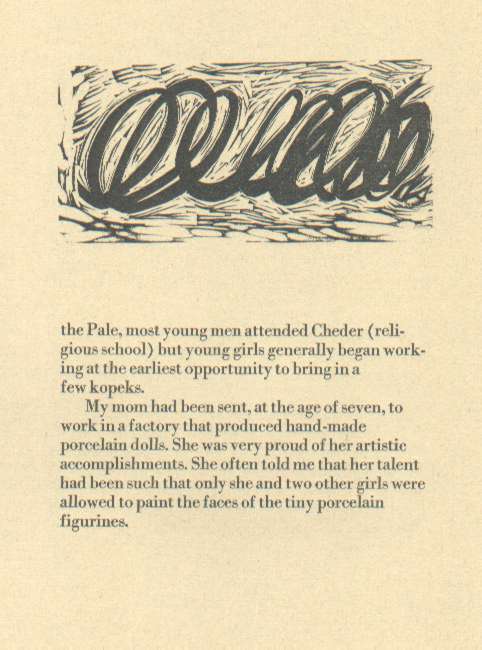 the Pale, most young men attended Cheder (reli-
gious school) but young girls generally began work-
ing at the earliest opportunity to bring in a
few kopeks.
My mom had been sent, at the age of seven, to
work in a factory that produced hand-made
porcelain dolls. She was very proud of her artistic
accomplishments. She often told me that her talent
had been such that only she and two other girls were
allowed to paint the faces of the tiny porcelain
figurines.